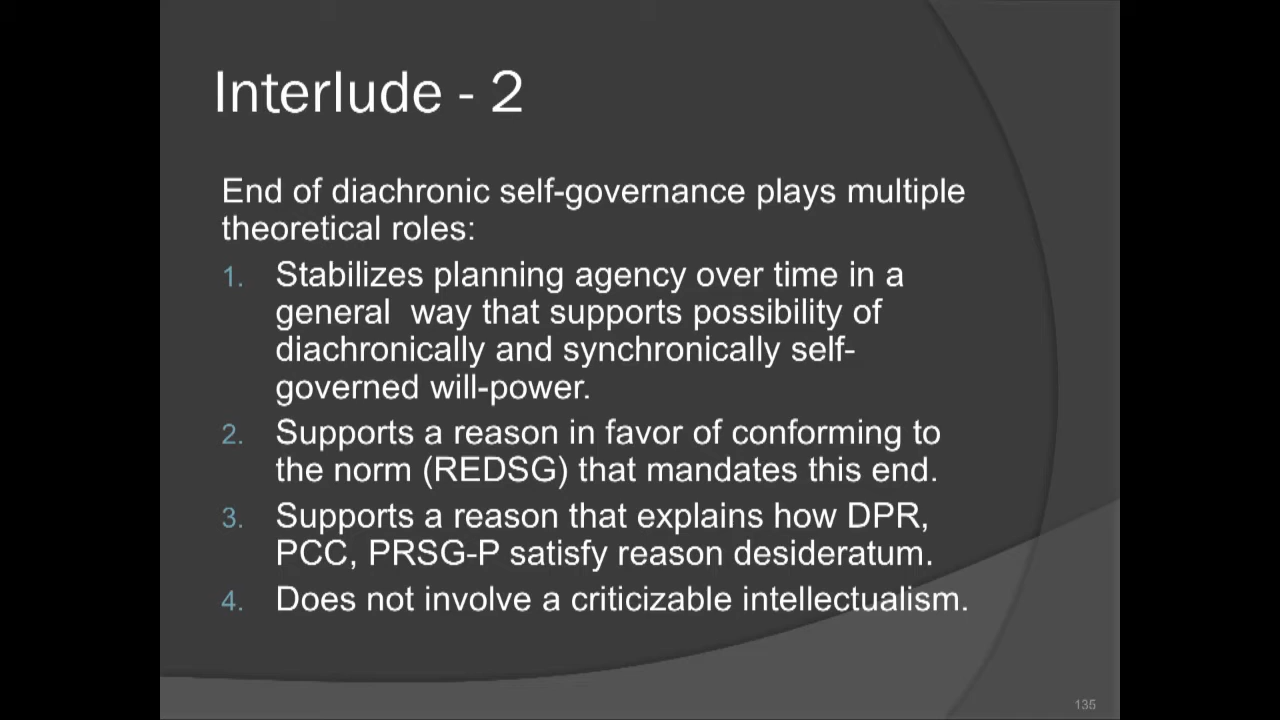 Interlude - 2
End of diachronic self-governance plays multiple
theoretical roles:
1. Stabilizes planning agency over time in a
general  way that supports possibility of
diachronically and synchronically self-
governed will-power.
2. Supports a reason in favor of conforming to
the norm (REDSG) that mandates this end.
3. Supports a reason that explains how DPR,
PCC, PRSG-P satisfy reason desideratum.
4. Does not involve a criticizable intellectualism.
135